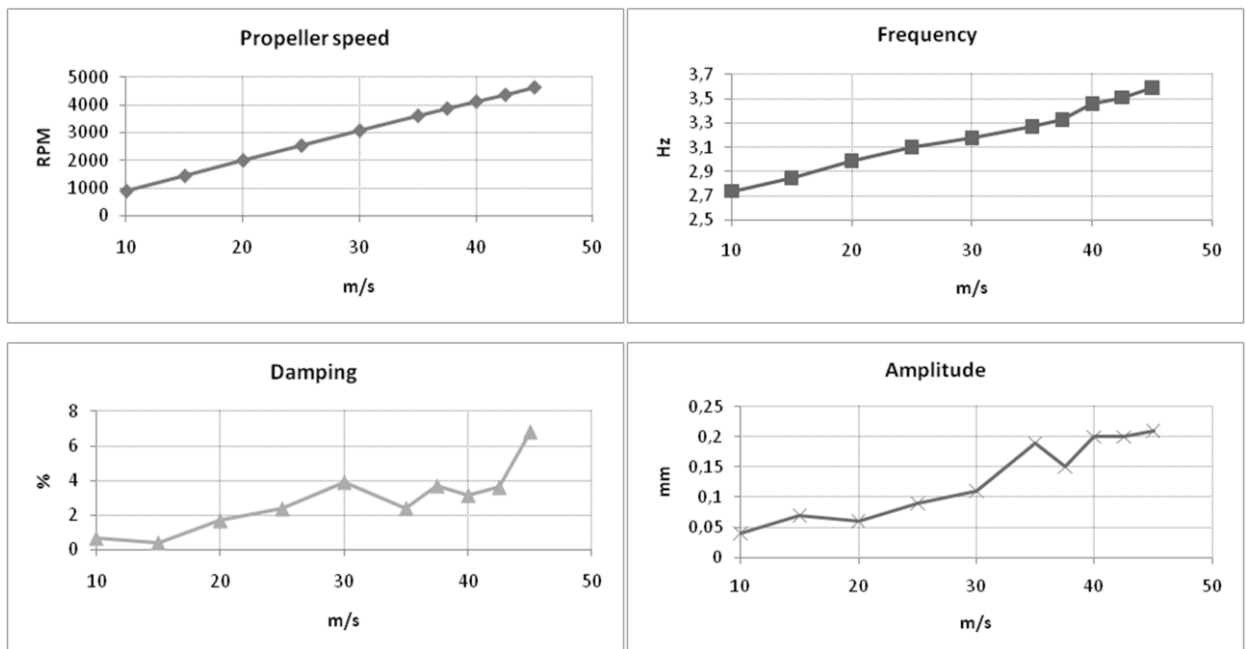 Propeller speed
5000
4000
3000
2000
1000
0
RPM
10 20 30 40 50
m/s
Frequency
3,7
3,5
3,3
3,1
2,9
2,7
2,5
Hz
10 20 30 40 50
m/s
Damping
8
6
4
2
0
%
10 20 30 40 50
m/s
Amplitude
0,25
0,2
0,15
0,1
0,05
0
mm
10 20 30 40 50
m/s